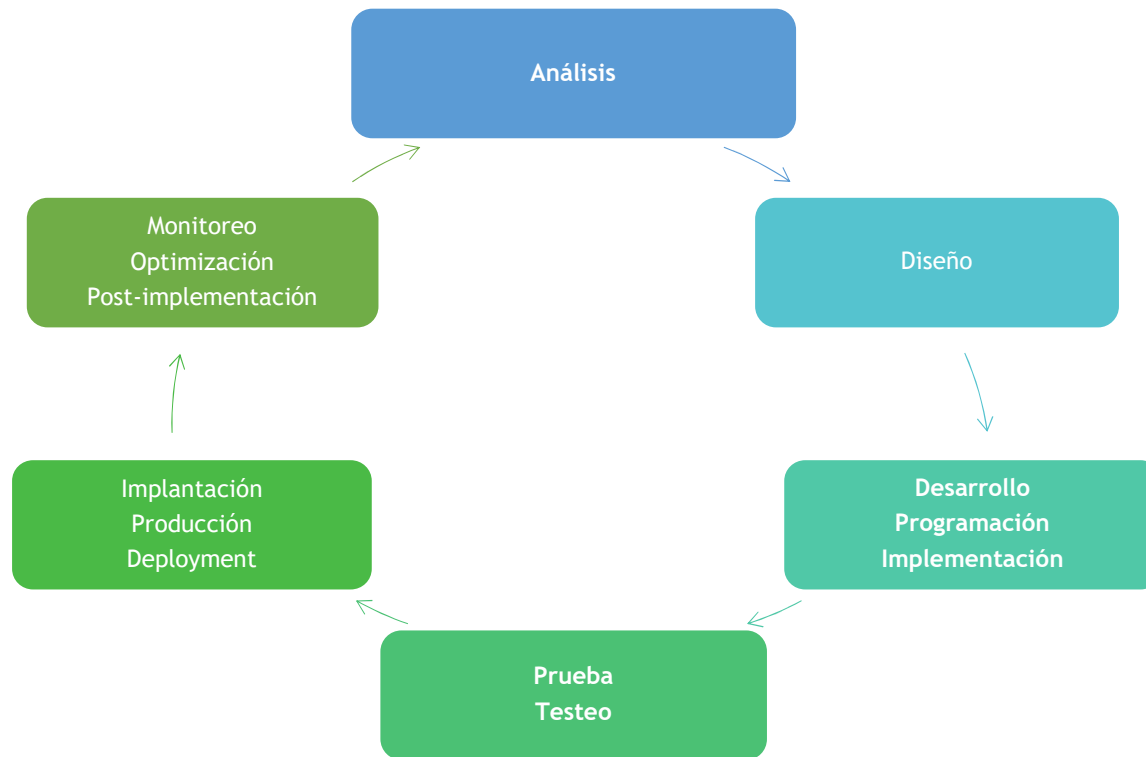 Análisis
Diseño
Desarrollo
Programación
Implementación
Prueba
Testeo
Implantación
Producción
Deployment
Monitoreo
Optimización
Post-implementación